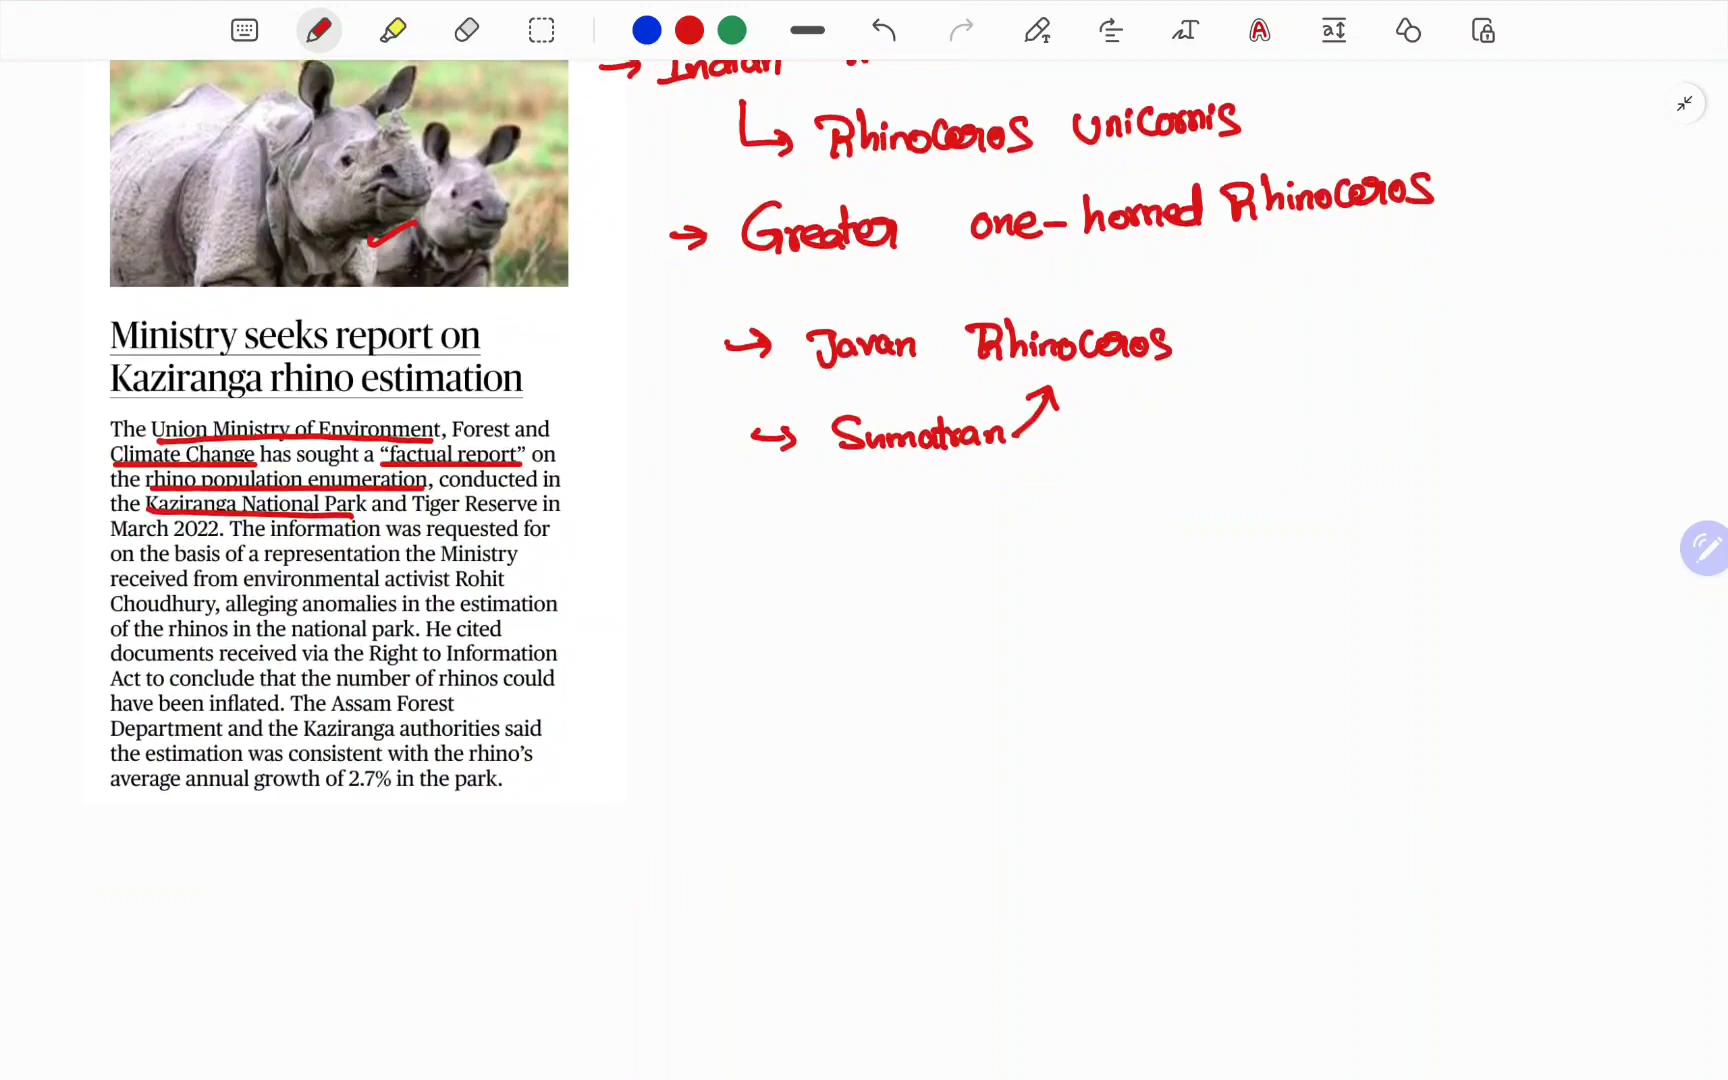 → Indian
↳ Rhinoceros unicornis
→ Greater one-horned Rhinoceros
→ Javan Rhinoceros
→ Sumatran
Ministry seeks report on
Kaziranga rhino estimation
The Union Ministry of Environment, Forest and
Climate Change has sought a “factual report” on
the rhino population enumeration, conducted in
the Kaziranga National Park and Tiger Reserve in
March 2022. The information was requested for
on the basis of a representation the Ministry
received from environmental activist Rohit
Choudhury, alleging anomalies in the estimation
of the rhinos in the national park. He cited
documents received via the Right to Information
Act to conclude that the number of rhinos could
have been inflated. The Assam Forest
Department and the Kaziranga authorities said
the estimation was consistent with the rhino’s
average annual growth of 2.7% in the park.